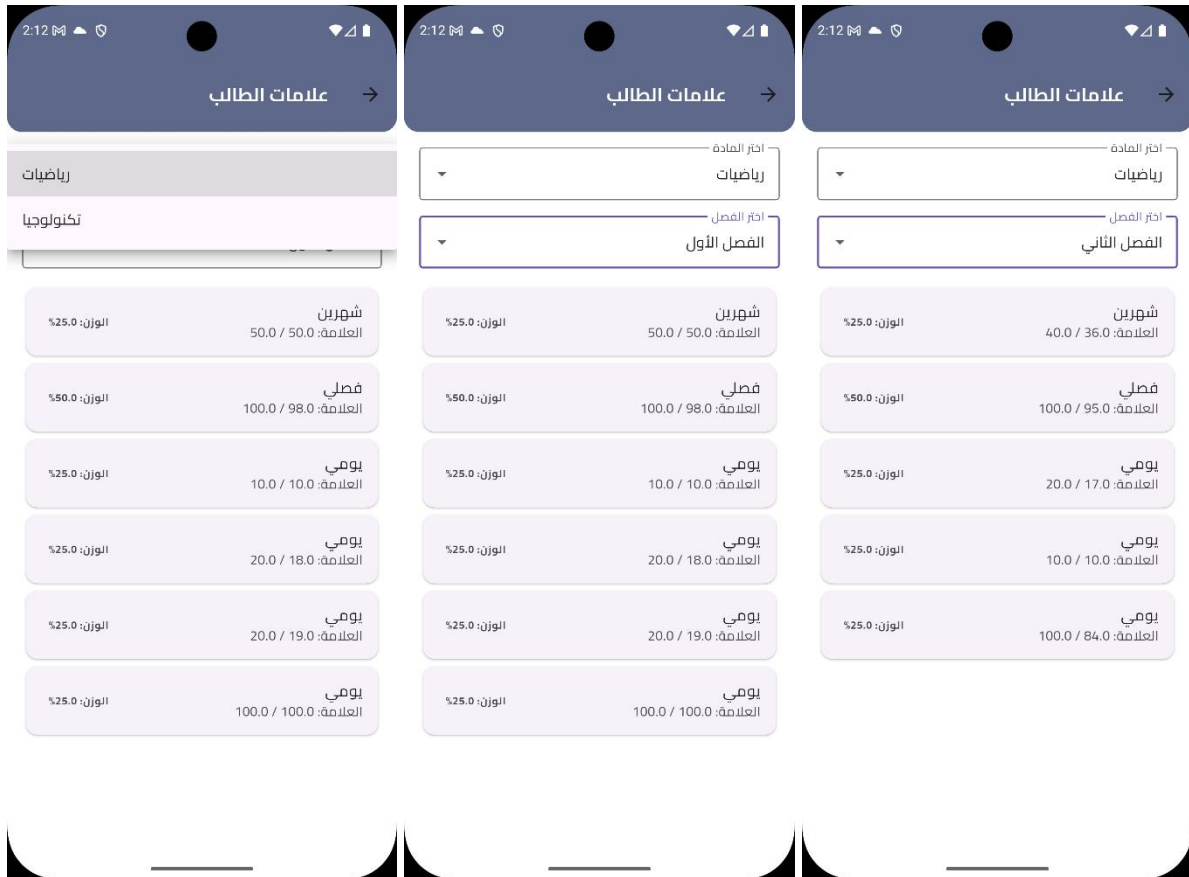 2:12
علامات الطالب
رياضيات
تكنولوجيا
شهرين
العلامة: 50.0 / 50.0
الوزن: 25.0%
فصلي
العلامة: 98.0 / 100.0
الوزن: 50.0%
يومي
العلامة: 10.0 / 10.0
الوزن: 25.0%
يومي
العلامة: 18.0 / 20.0
الوزن: 25.0%
يومي
العلامة: 19.0 / 20.0
الوزن: 25.0%
يومي
العلامة: 100.0 / 100.0
الوزن: 25.0%
2:12
علامات الطالب
اختر المادة
رياضيات
اختر الفصل
الفصل الأول
شهرين
العلامة: 50.0 / 50.0
الوزن: 25.0%
فصلي
العلامة: 98.0 / 100.0
الوزن: 50.0%
يومي
العلامة: 10.0 / 10.0
الوزن: 25.0%
يومي
العلامة: 18.0 / 20.0
الوزن: 25.0%
يومي
العلامة: 19.0 / 20.0
الوزن: 25.0%
يومي
العلامة: 100.0 / 100.0
الوزن: 25.0%
2:12
علامات الطالب
اختر المادة
رياضيات
اختر الفصل
الفصل الثاني
شهرين
العلامة: 36.0 / 40.0
الوزن: 25.0%
فصلي
العلامة: 95.0 / 100.0
الوزن: 50.0%
يومي
العلامة: 17.0 / 20.0
الوزن: 25.0%
يومي
العلامة: 10.0 / 10.0
الوزن: 25.0%
يومي
العلامة: 84.0 / 100.0
الوزن: 25.0%